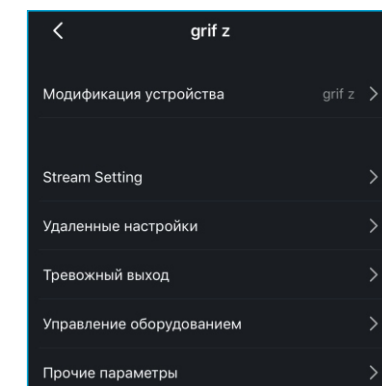 grif z
Модификация устройства grif z
Stream Setting
Удаленные настройки
Тревожный выход
Управление оборудованием
Прочие параметры